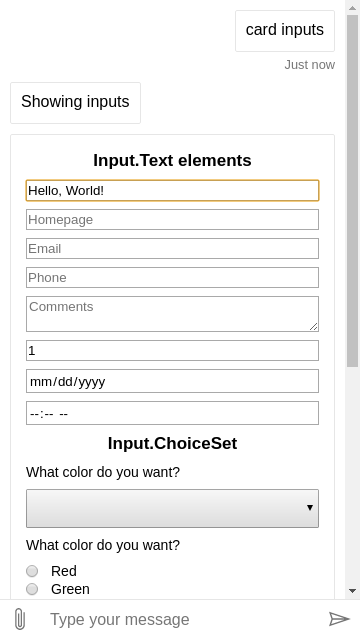 card inputs
Just now
Showing inputs
Input.Text elements
Hello, World!
Homepage
Email
Phone
Comments
1
mm/dd/yyyy
--:-- --
Input.ChoiceSet
What color do you want?
What color do you want?
Red
Green
Type your message